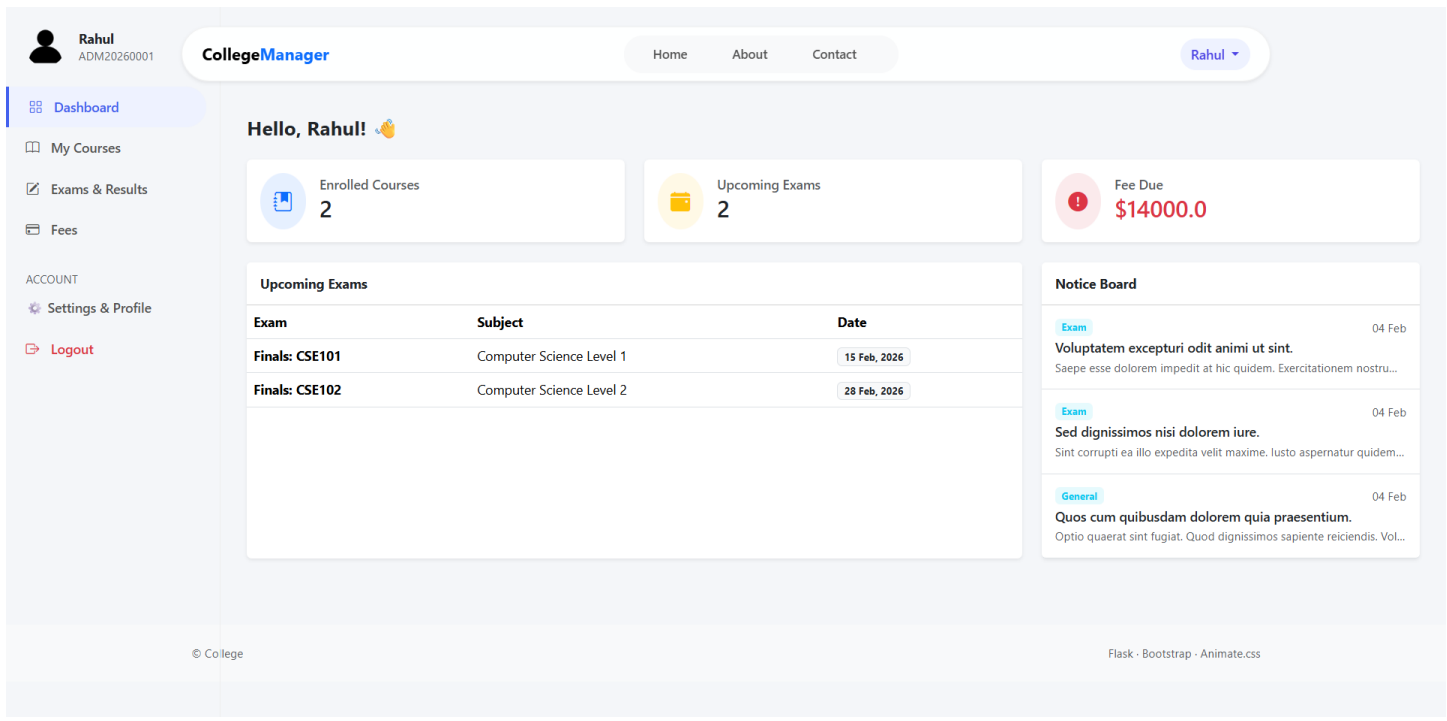 Rahul
ADM20260001
CollegeManager
Home About Contact
Rahul
Dashboard
My Courses
Exams & Results
Fees
ACCOUNT
Settings & Profile
Logout
Hello, Rahul! 👋
Enrolled Courses
2
Upcoming Exams
2
Fee Due
$14000.0
Upcoming Exams
Exam Subject Date
Finals: CSE101 Computer Science Level 1 15 Feb, 2026
Finals: CSE102 Computer Science Level 2 28 Feb, 2026
Notice Board
Exam 04 Feb
Voluptatem excepturi odit animi ut sint.
Saepe esse dolorem impedit at hic quidem. Exercitationem nostru...
Exam 04 Feb
Sed dignissimos nisi dolorem iure.
Sint corrupti ea illo expedita velit maxime. Iusto aspernatur quidem...
General 04 Feb
Quos cum quibusdam dolorem quia praesentium.
Optio quaerat sint fugiat. Quod dignissimos sapiente reiciendis. Vol...
© College
Flask · Bootstrap · Animate.css